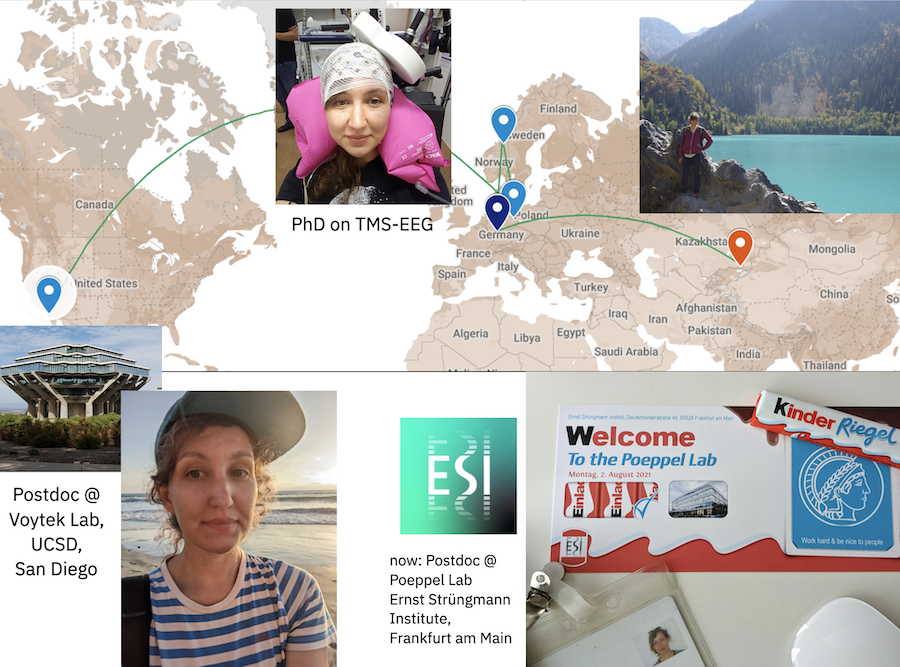 Finland
Sweden
Norway
Canada
Poland
Germany
Ukraine
PhD on TMS-EEG
France
Kazakhsta
Mongolia
Spain
Italy
United States
Turkey
China
Iraq
Iran
Afghanistan
Algeria
Libya
Egypt
Pakistan
Saudi Arabia
India
Thailand
Postdoc @
Voytek Lab,
UCSD,
San Diego
ESI
now: Postdoc @
Poeppel Lab
Ernst Strüngmann
Institute,
Frankfurt am Main
Ernst Strüngmann Institut, Deutschordenstraße 46, 60528 Frankfurt am Main
Welcome
To the Poeppel Lab
Montag, 2. August 2021
Kinder Riegel
ESI
Work hard & be nice to people